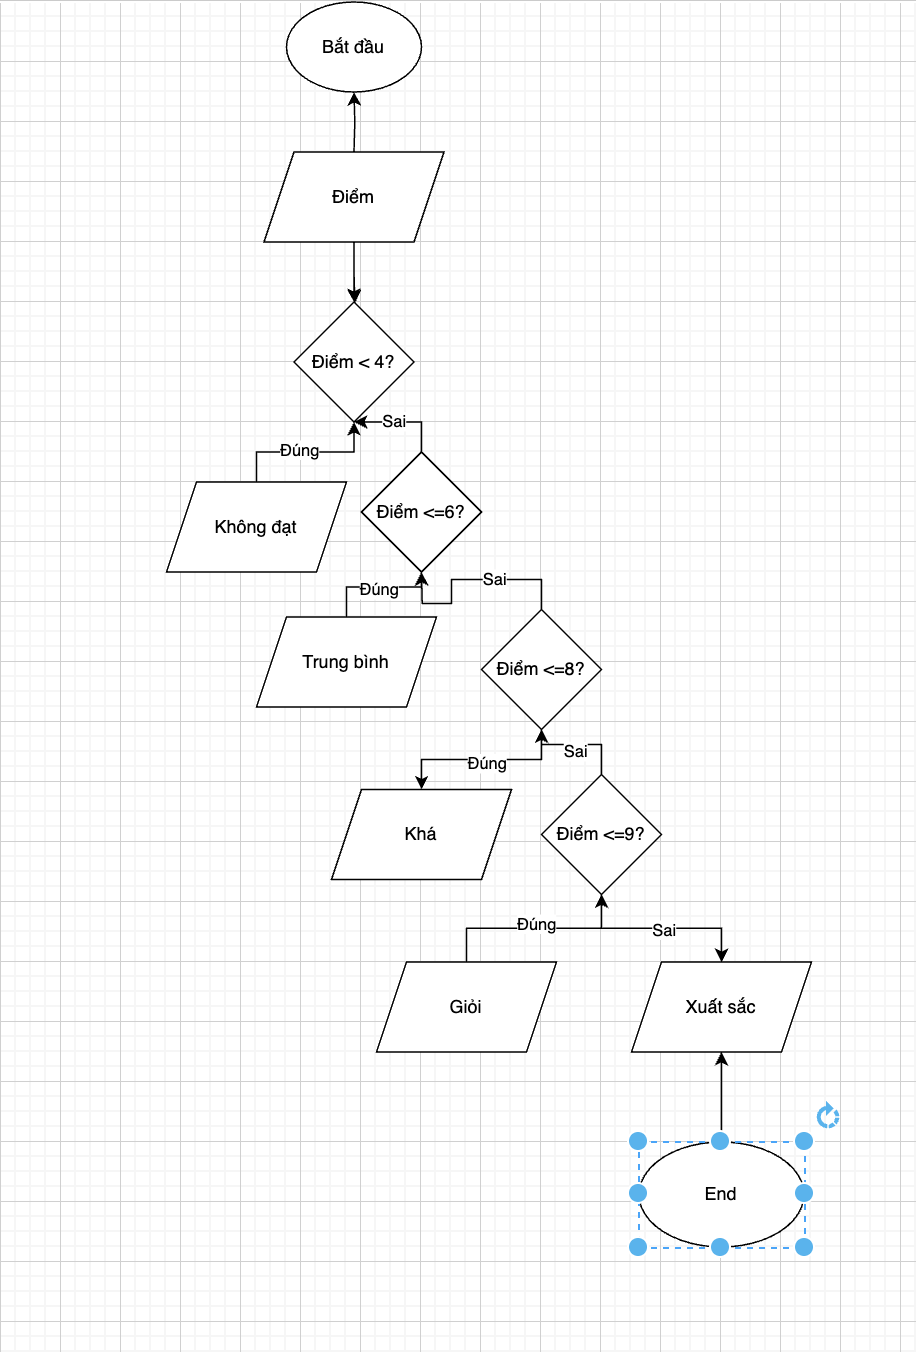 Bắt đầu
Điểm
Điểm < 4?
Sai
Đúng
Điểm <=6?
Không đạt
Sai
Đúng
Trung bình
Điểm <=8?
Sai
Đúng
Khá
Điểm <=9?
Đúng
Sai
Giỏi
Xuất sắc
End